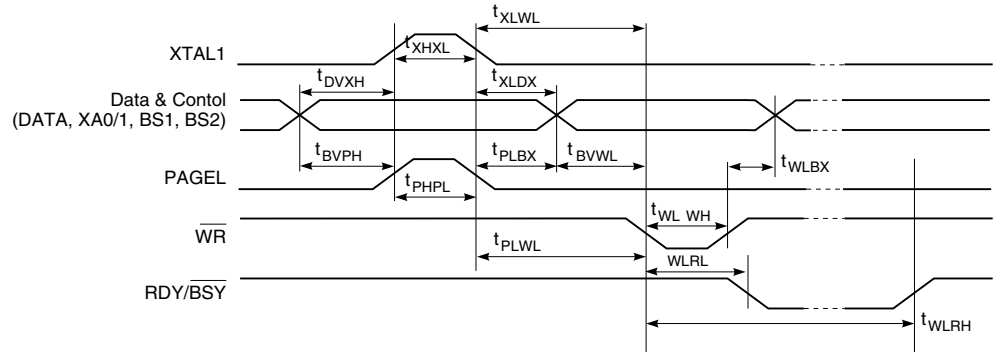 tXLWL
XTAL1
tXHXL
tDVXH
tXLDX
Data & Contol
(DATA, XA0/1, BS1, BS2)
tBVPH
tPLBX
tBVWL
tWLBX
PAGEL
tPHPL
tWL WH
WR
tPLWL
WLRL
RDY/BSY
tWLRH